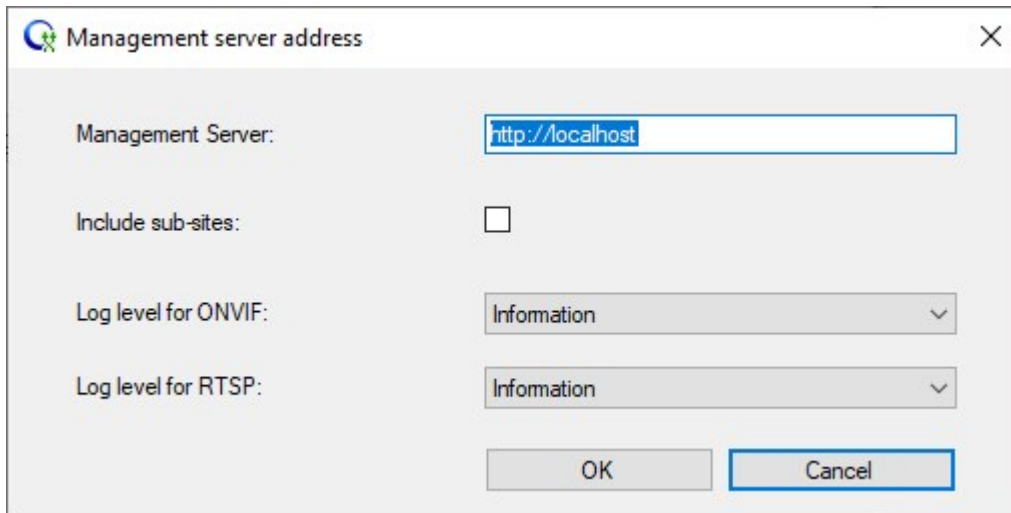 Management server address
Management Server: http://localhost
Include sub-sites:
Log level for ONVIF: Information
Log level for RTSP: Information
OK Cancel